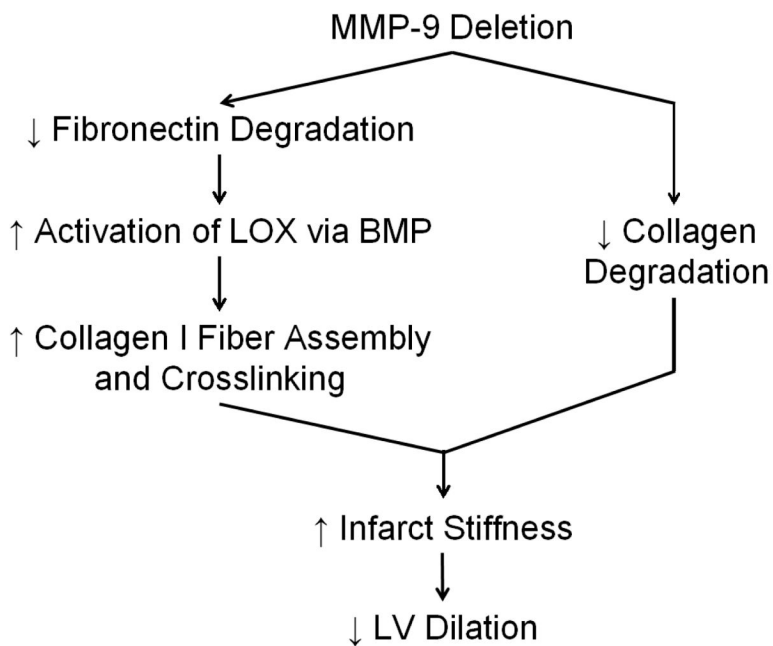 MMP-9 Deletion
↓ Fibronectin Degradation
↑ Activation of LOX via BMP
↓ Collagen
Degradation
↑ Collagen I Fiber Assembly
and Crosslinking
↑ Infarct Stiffness
↓ LV Dilation